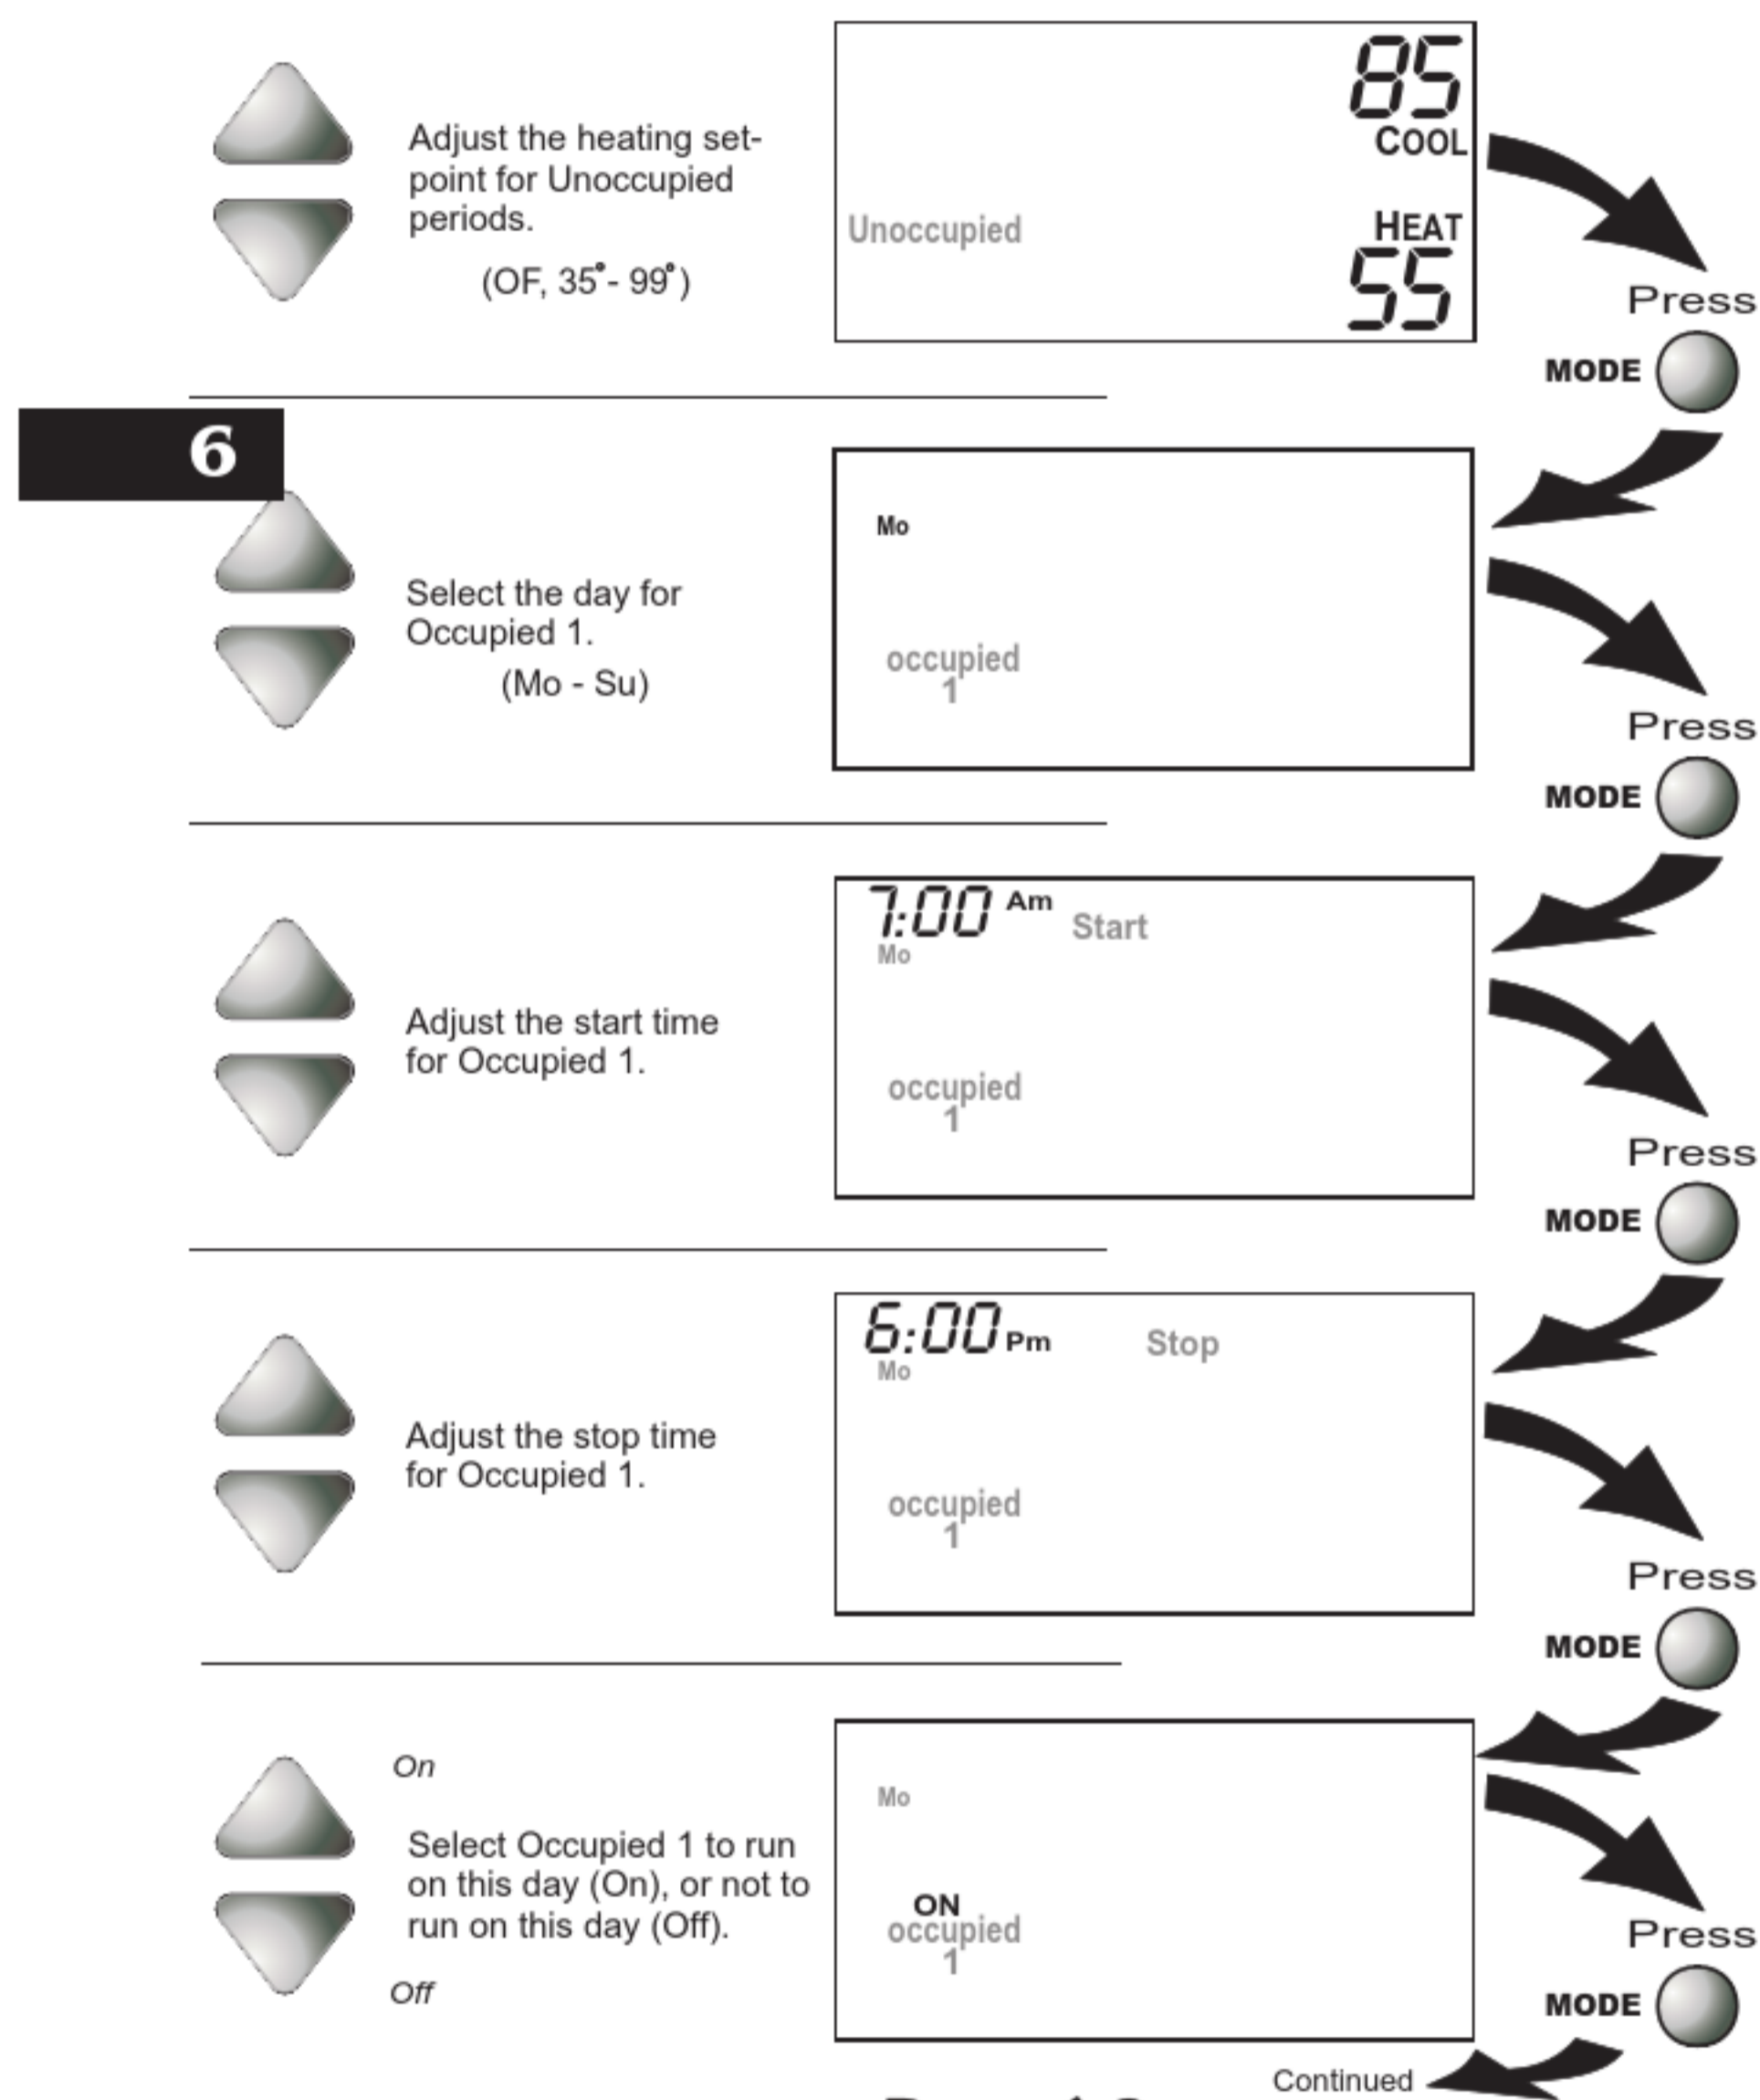 85
COOL
Adjust the heating set-
point for Unoccupied
periods.
(OF, 35°- 99°)
Unoccupied
HEAT
55
Press
MODE
6
Mo
Select the day for
Occupied 1.
(Mo - Su)
occupied
1
Press
MODE
7:00 Am Start
Mo
Adjust the start time
for Occupied 1.
occupied
1
Press
MODE
6:00 Pm Stop
Mo
Adjust the stop time
for Occupied 1.
occupied
1
Press
MODE
On
Mo
Select Occupied 1 to run
on this day (On), or not to
run on this day (Off).
Off
ON
occupied
1
Press
MODE
Continued